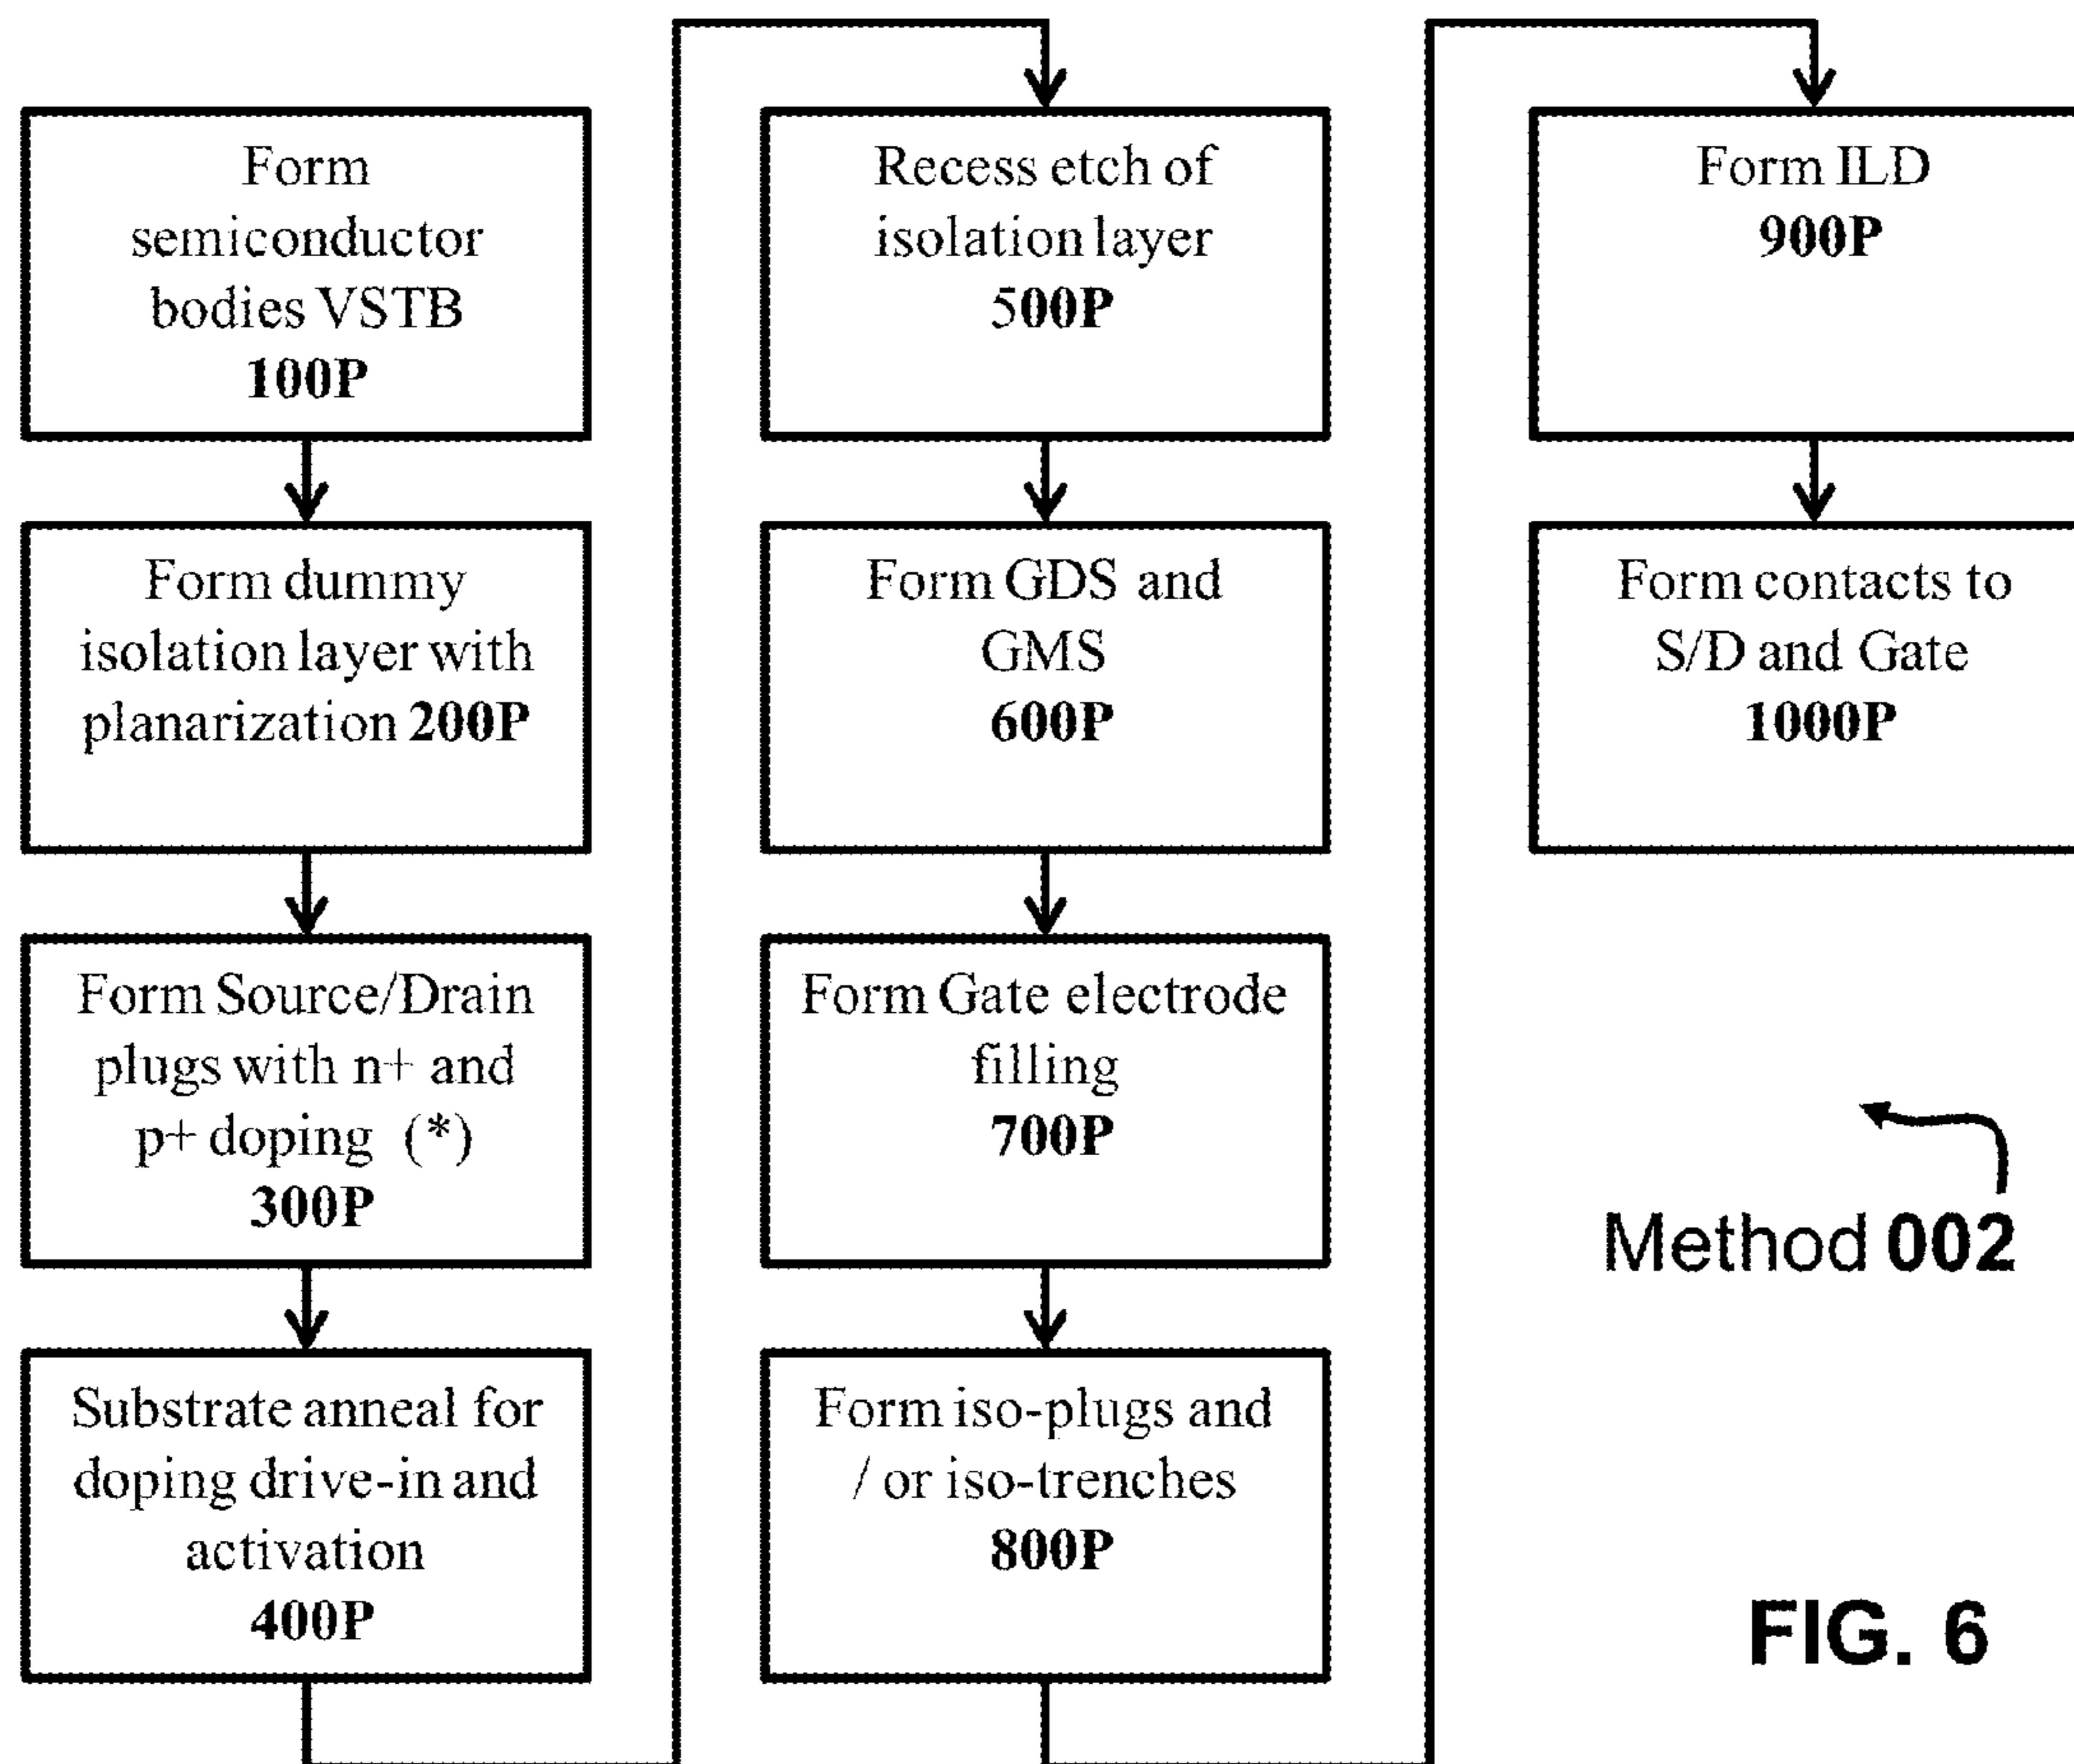 Form
semiconductor
bodies VSTB
100P
Form dummy
isolation layer with
planarization 200P
Form Source/Drain
plugs with n+ and
p+ doping (*)
300P
Substrate anneal for
doping drive-in and
activation
400P
Recess etch of
isolation layer
500P
Form GDS and
GMS
600P
Form Gate electrode
filling
700P
Form iso-plugs and
/ or iso-trenches
800P
Form ILD
900P
Form contacts to
S/D and Gate
1000P
Method 002
FIG. 6